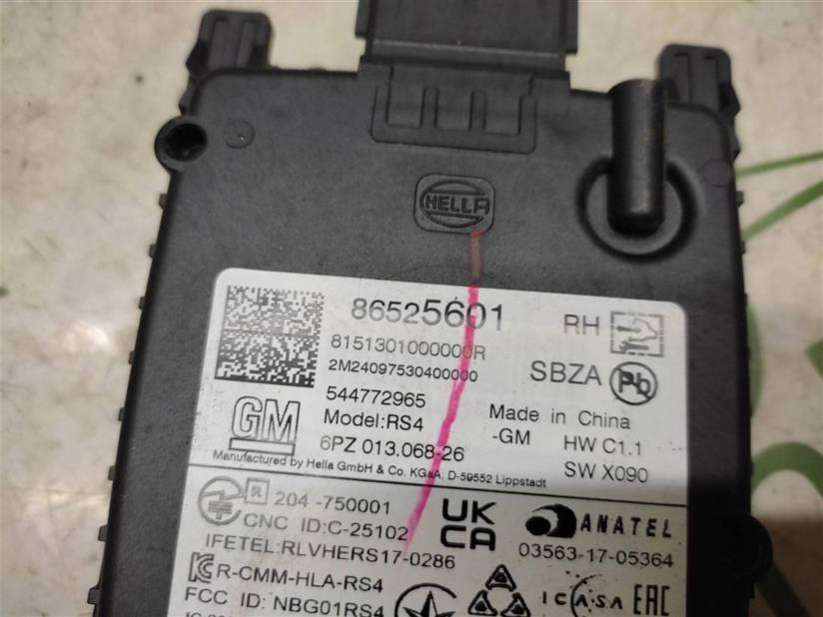 HELLA
86525601
RH
8151301000000R
2M24097530400000
SBZA
Pb
544772965
GM
Model:RS4
Made in China
6PZ 013.068-26
-GM
HW C1.1
Manufactured by Hella GmbH & Co. KGaA, D-59552 Lippstadt
SW X090
204-750001
CNC ID:C-25102
UK
CA
ANATEL
IFETEL:RLVHERS17-0286
03563-17-05364
R-CMM-HLA-RS4
FCC ID: NBG01RS4
ICASA
EAC